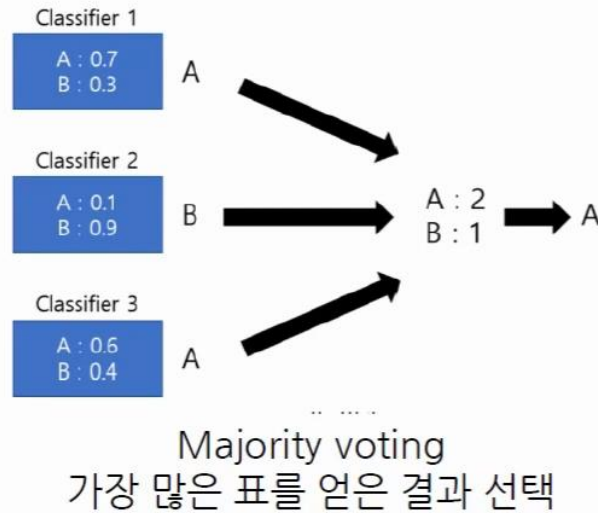 Classifier 1
A : 0.7
B : 0.3
A
Classifier 2
A : 0.1
B : 0.9
B
A : 2
B : 1
A
Classifier 3
A : 0.6
B : 0.4
A
Majority voting
가장 많은 표를 얻은 결과 선택